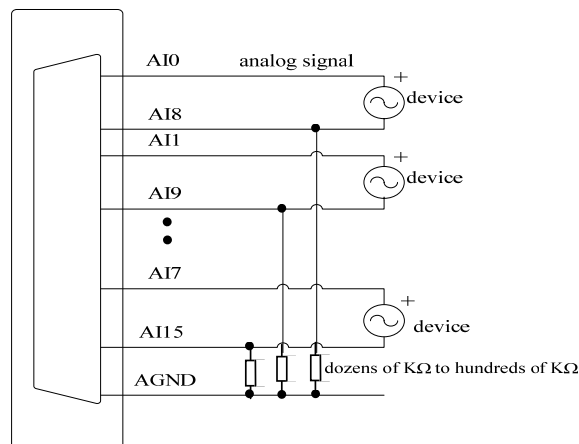 AI0 analog signal
+
device
AI8
AI1
+
device
AI9
AI7
+
device
AI15
dozens of KΩ to hundreds of KΩ
AGND